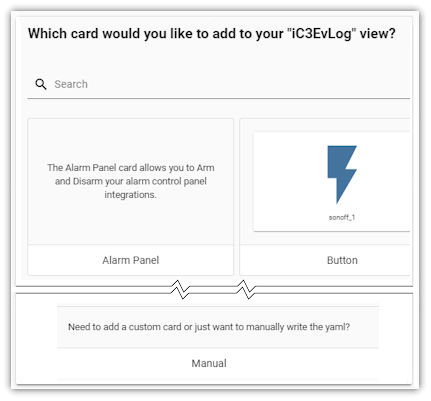 Which card would you like to add to your "iC3EvLog" view?
Search
The Alarm Panel card allows you to Arm
and Disarm your alarm control panel
integrations.
sonoff_1
Alarm Panel
Button
Need to add a custom card or just want to manually write the yaml?
Manual